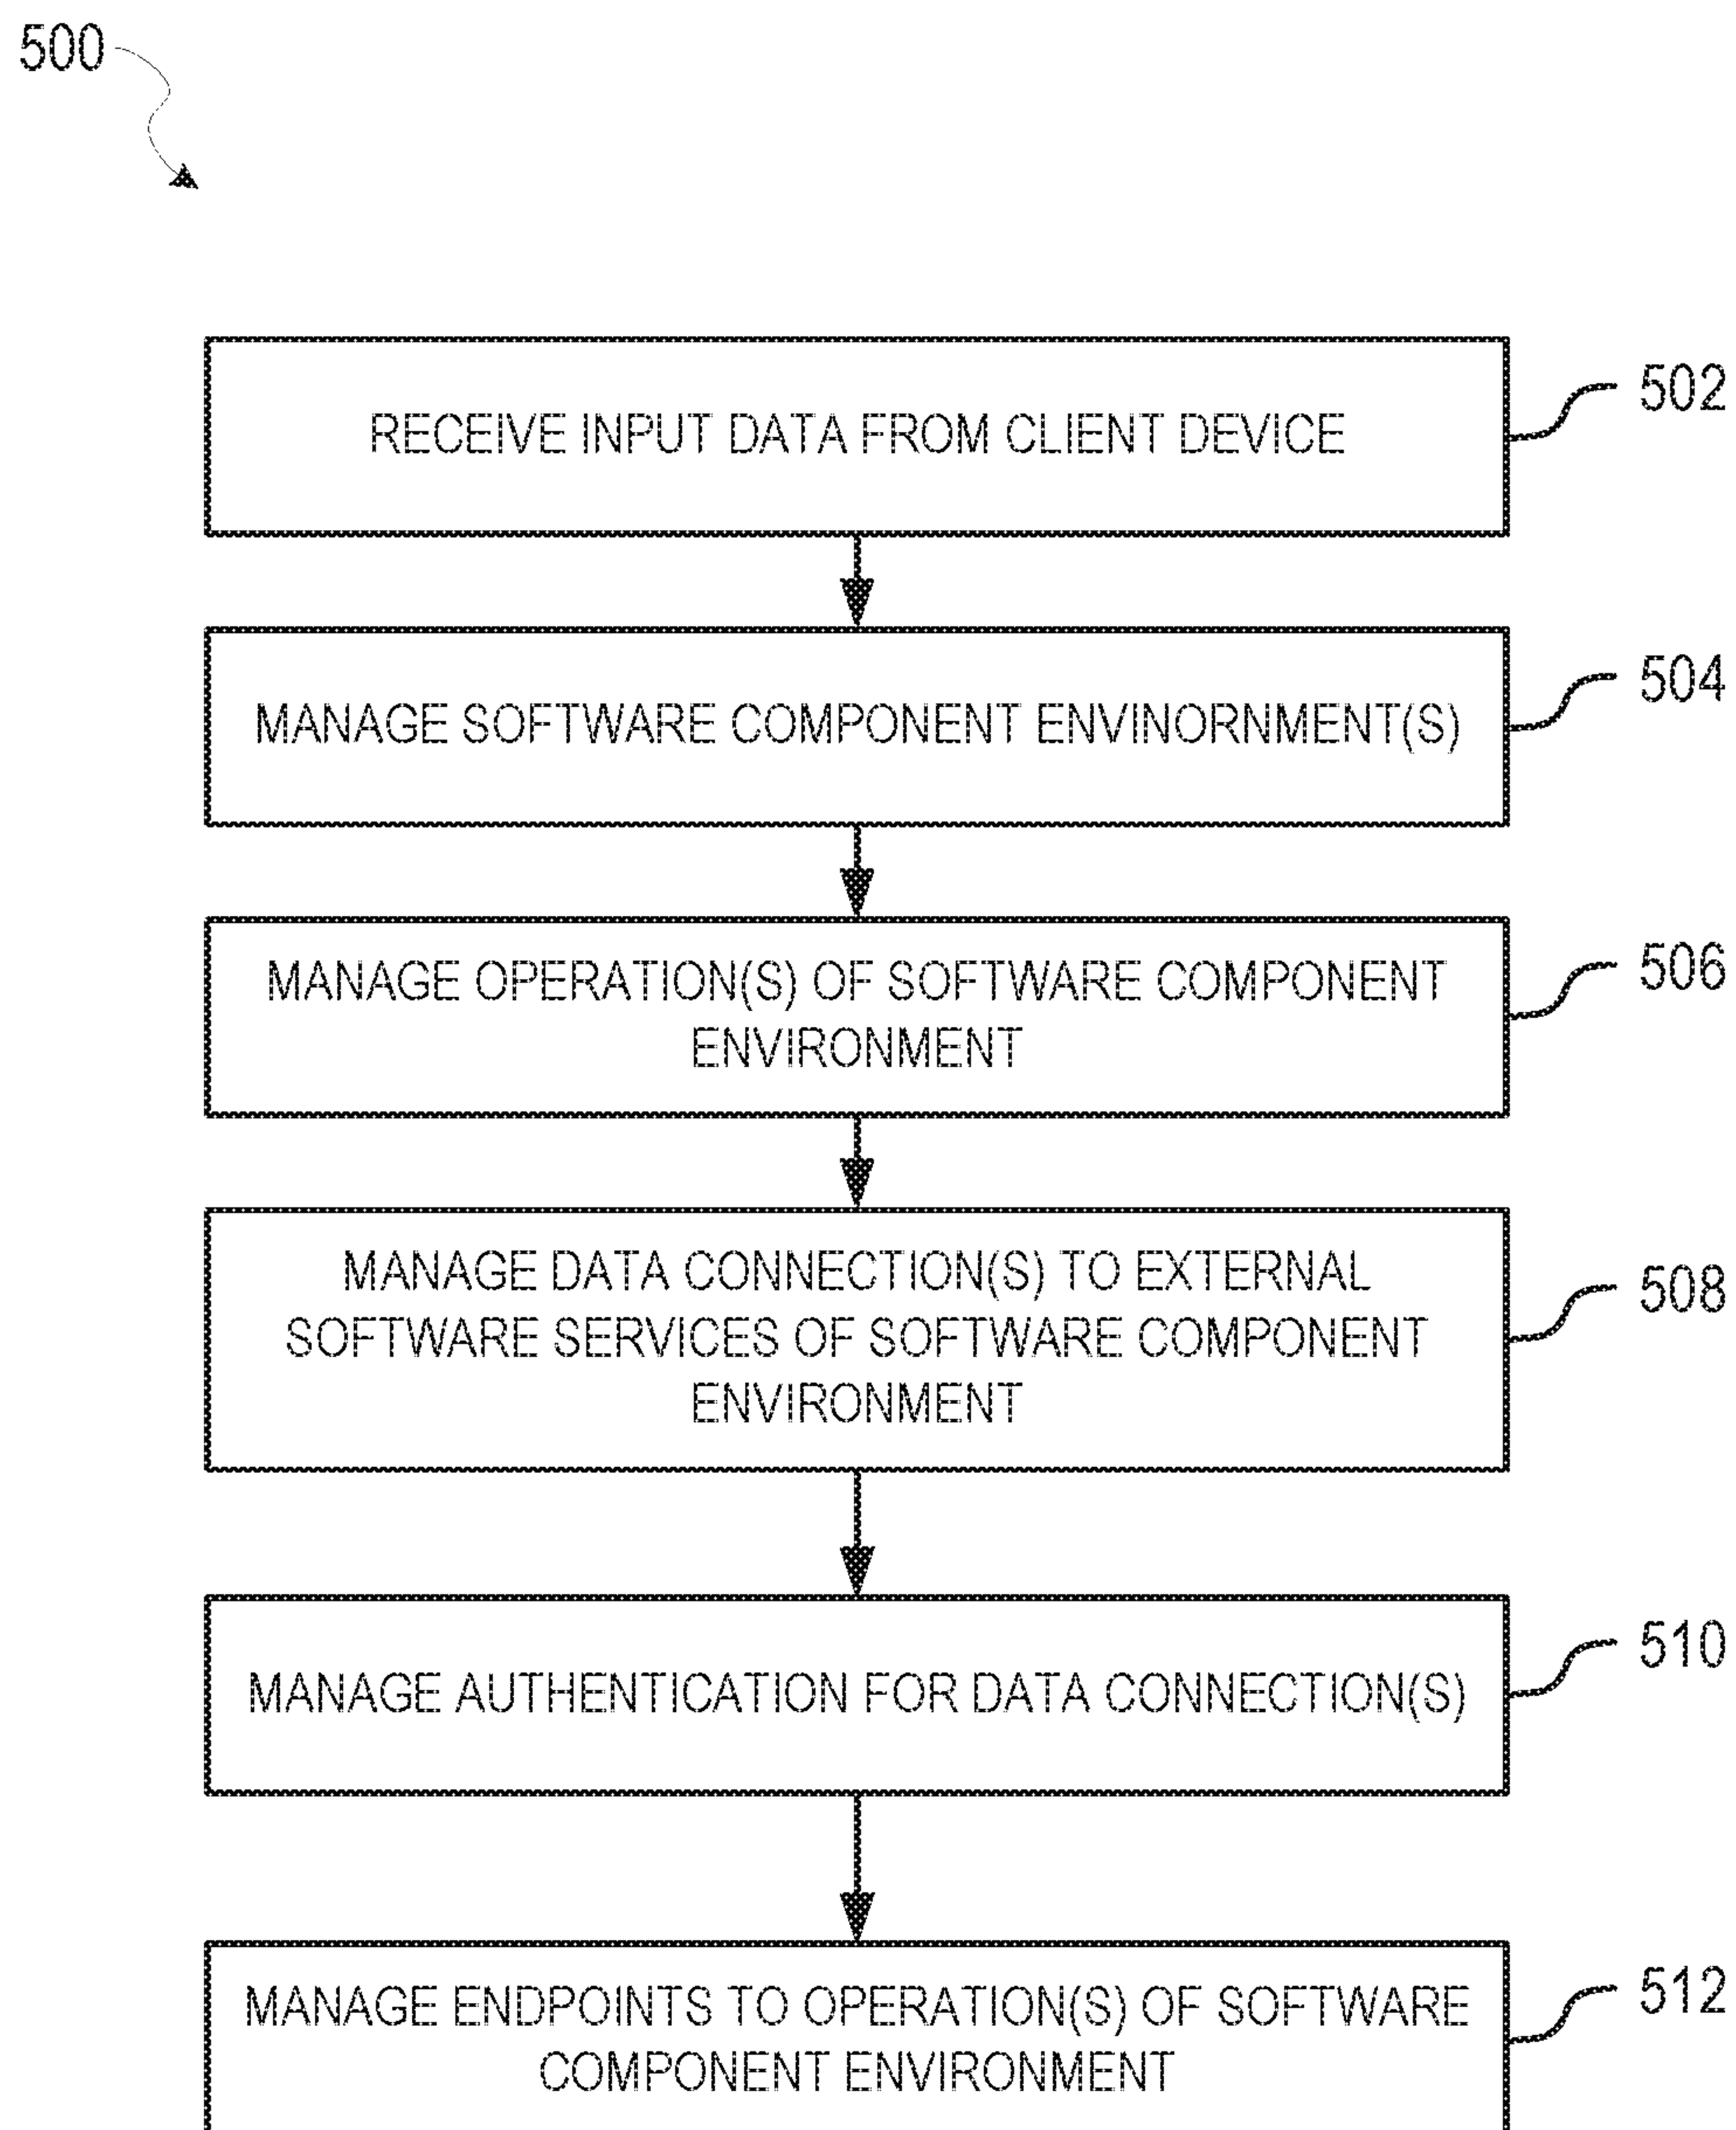 500
RECEIVE INPUT DATA FROM CLIENT DEVICE
502
MANAGE SOFTWARE COMPONENT ENVINORNMENT(S)
504
MANAGE OPERATION(S) OF SOFTWARE COMPONENT
ENVIRONMENT
506
MANAGE DATA CONNECTION(S) TO EXTERNAL
SOFTWARE SERVICES OF SOFTWARE COMPONENT
ENVIRONMENT
508
MANAGE AUTHENTICATION FOR DATA CONNECTION(S)
510
MANAGE ENDPOINTS TO OPERATION(S) OF SOFTWARE
COMPONENT ENVIRONMENT
512